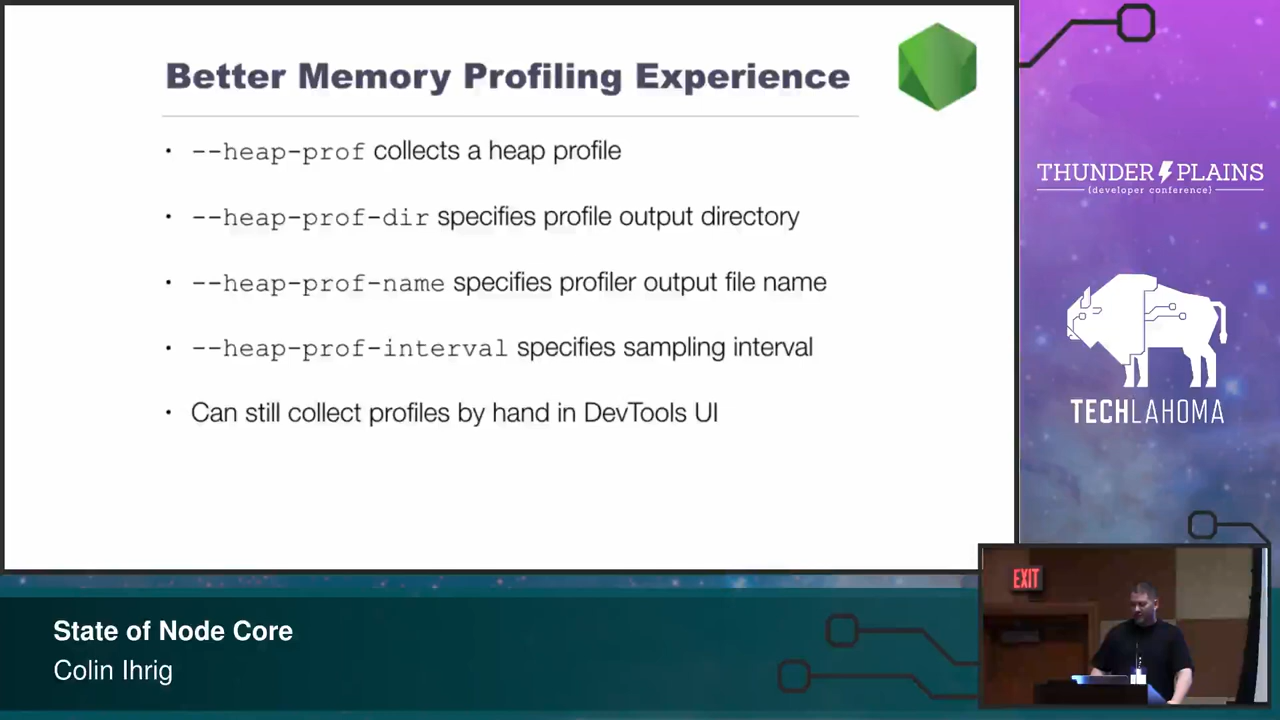 Better Memory Profiling Experience
• --heap-prof collects a heap profile
• --heap-prof-dir specifies profile output directory
• --heap-prof-name specifies profiler output file name
• --heap-prof-interval specifies sampling interval
• Can still collect profiles by hand in DevTools UI
THUNDER PLAINS
{developer conference}
TECHLAHOMA
EXIT
State of Node Core
Colin Ihrig